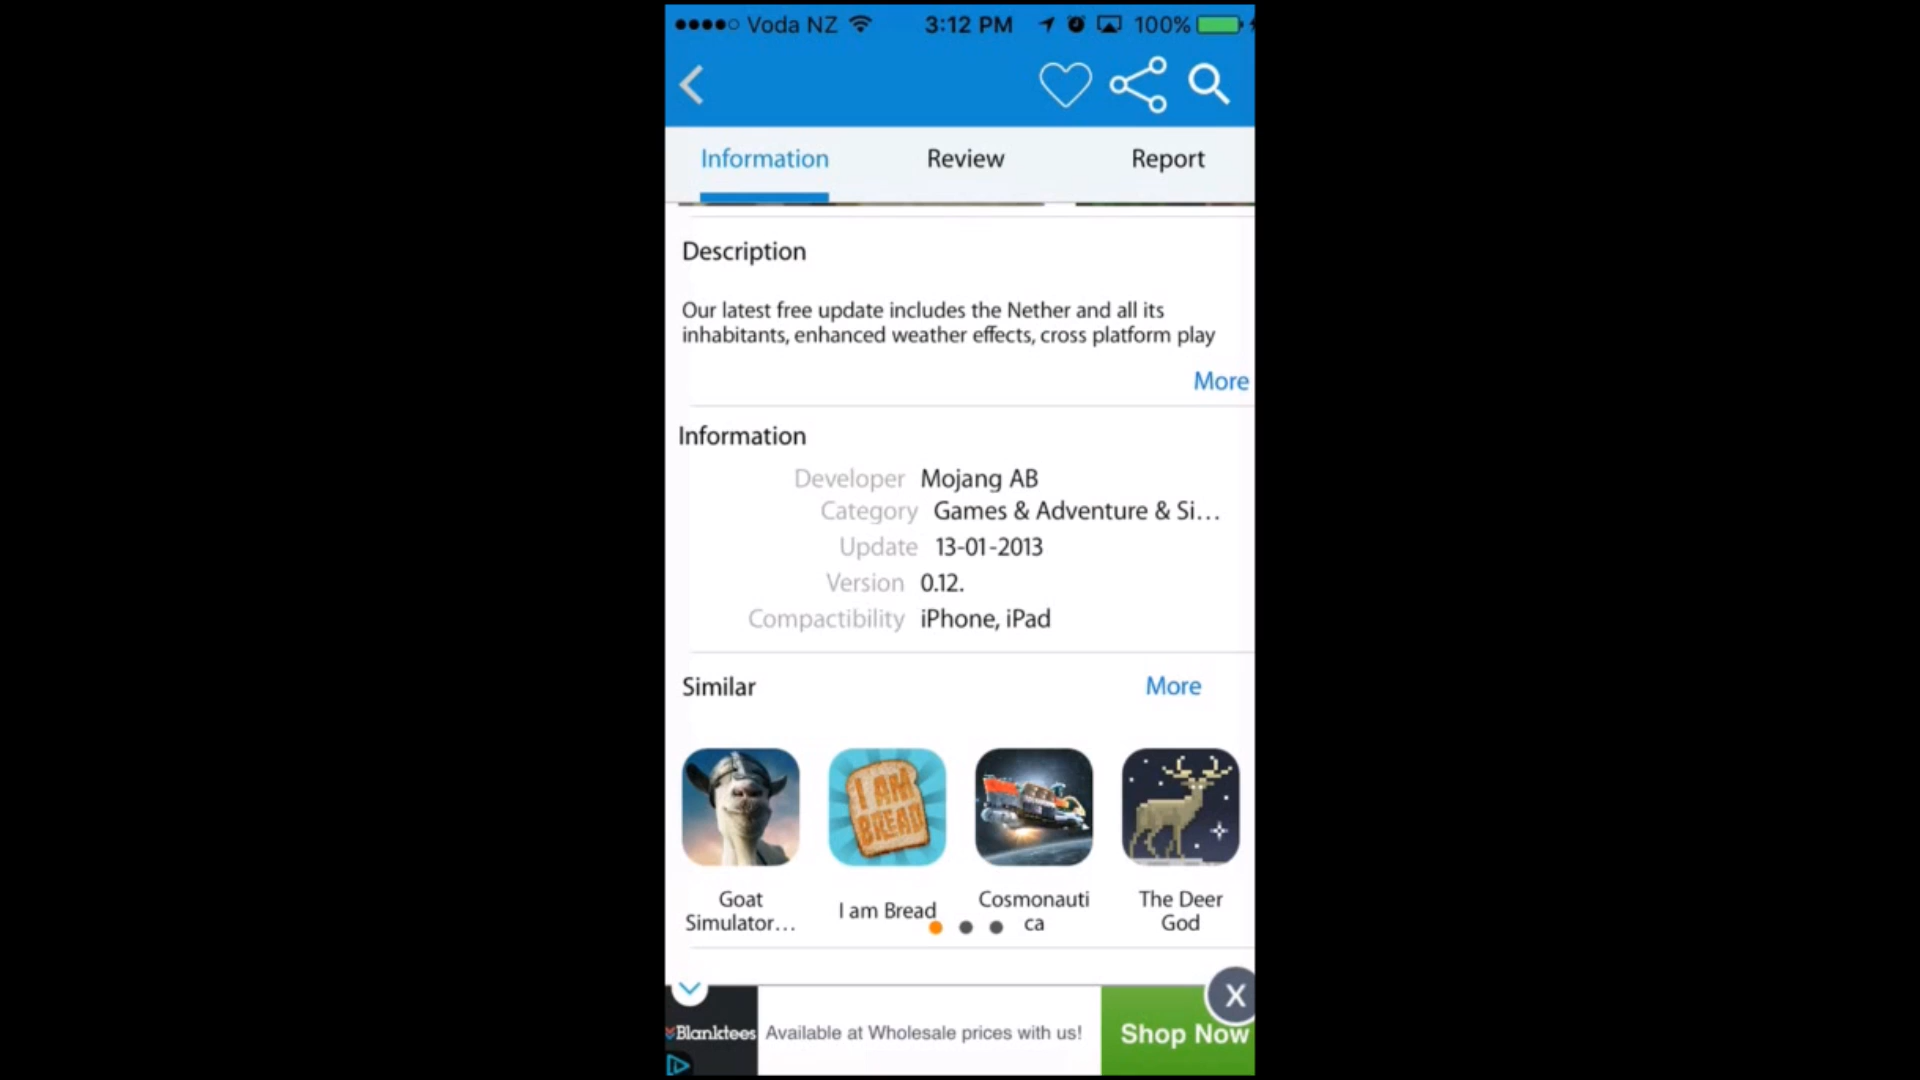 Voda NZ 3:12 PM 100%
Information Review Report
Description
Our latest free update includes the Nether and all its
inhabitants, enhanced weather effects, cross platform play
More
Information
Developer Mojang AB
Category Games & Adventure & Si...
Update 13-01-2013
Version 0.12.
Compactibility iPhone, iPad
Similar More
I AM
BREAD
Goat
Simulator...
I am Bread
Cosmonauti
ca
The Deer
God
X
Blanktees Available at Wholesale prices with us! Shop Now